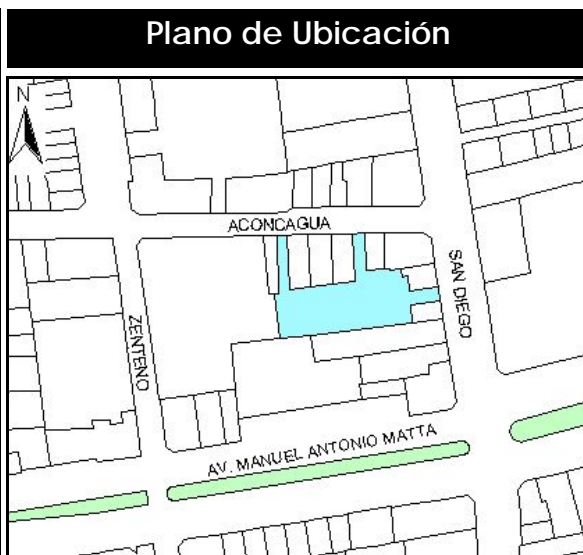 Plano de Ubicación
N
ACONCAGUA
SAN DIEGO
ZENTENO
AV. MANUEL ANTONIO MATTA